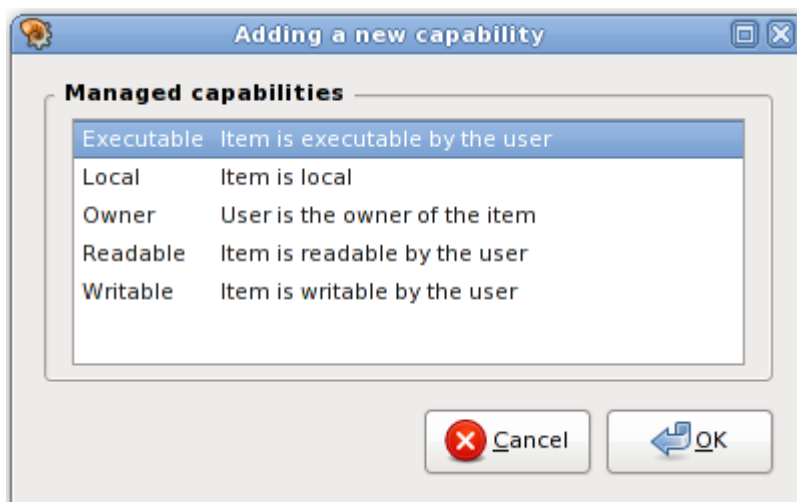 Adding a new capability
Managed capabilities
Executable Item is executable by the user
Local Item is local
Owner User is the owner of the item
Readable Item is readable by the user
Writable Item is writable by the user
Cancel OK